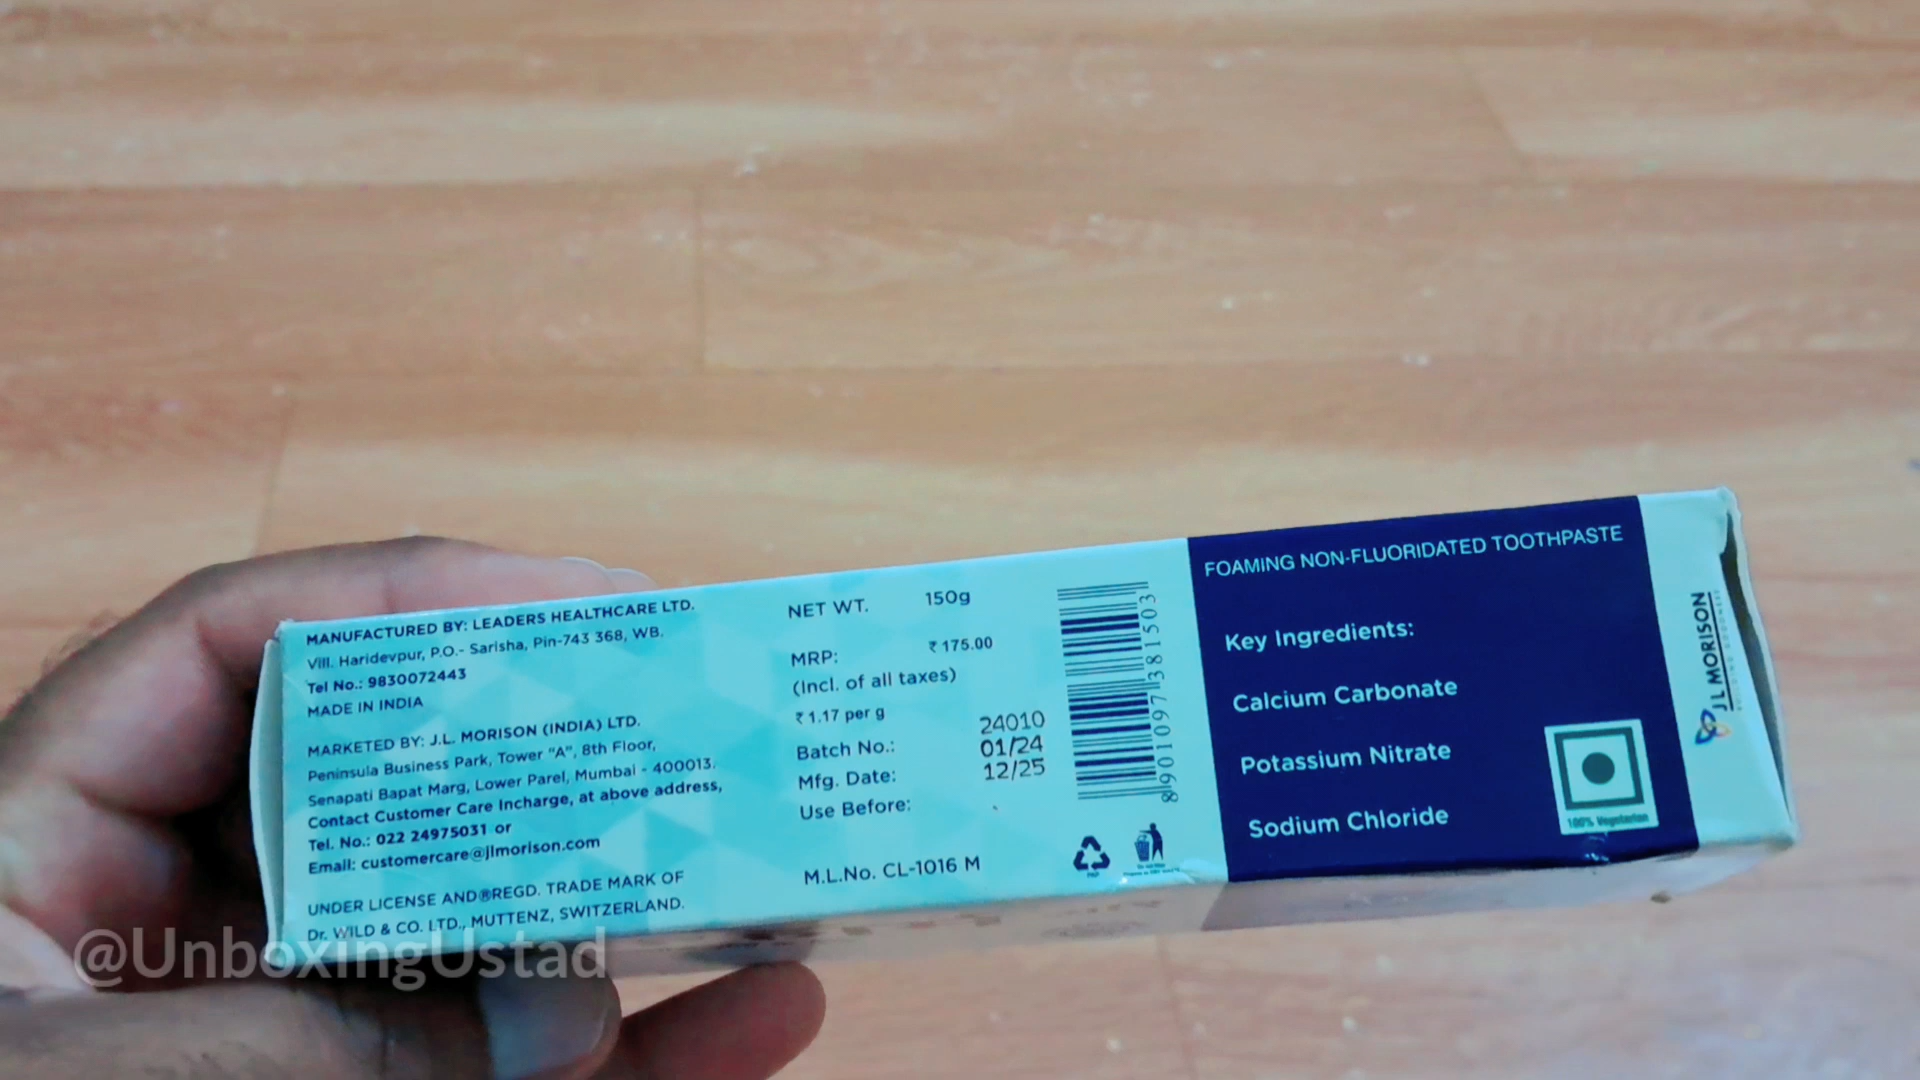 MANUFACTURED BY: LEADERS HEALTHCARE LTD.
Vill. Haridevpur, P.O.- Sarisha, Pin-743 368, WB.
Tel No.: 9830072443
MADE IN INDIA
MARKETED BY: J.L. MORISON (INDIA) LTD.
Peninsula Business Park, Tower "A", 8th Floor,
Senapati Bapat Marg, Lower Parel, Mumbai - 400013.
Contact Customer Care Incharge, at above address,
Tel. No.: 022 24975031 or
Email: customercare@jlmorison.com
UNDER LICENSE AND®REGD. TRADE MARK OF
Dr. WILD & CO. LTD., MUTTENZ, SWITZERLAND.
NET WT. 150g
MRP: ₹ 175.00
(Incl. of all taxes)
₹ 1.17 per g
Batch No.: 24010
Mfg. Date: 01/24
Use Before: 12/25
M.L.No. CL-1016 M
8901097381503
FOAMING NON-FLUORIDATED TOOTHPASTE
Key Ingredients:
Calcium Carbonate
Potassium Nitrate
Sodium Chloride
100% Vegetarian
JL MORISON
@UnboxingUstad